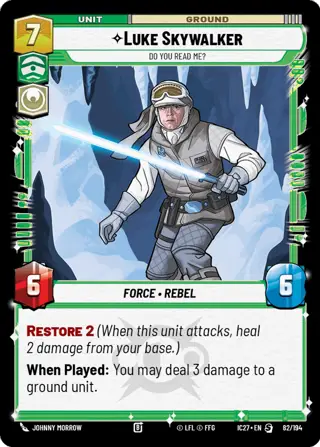 UNIT
GROUND
7
LUKE SKYWALKER
DO YOU READ ME?
6
6
FORCE • REBEL
RESTORE 2 (When this unit attacks, heal
2 damage from your base.)
When Played: You may deal 3 damage to a
ground unit.
JOHNNY MORROW
© LFL © FFG
IC27 • EN
S
82/194